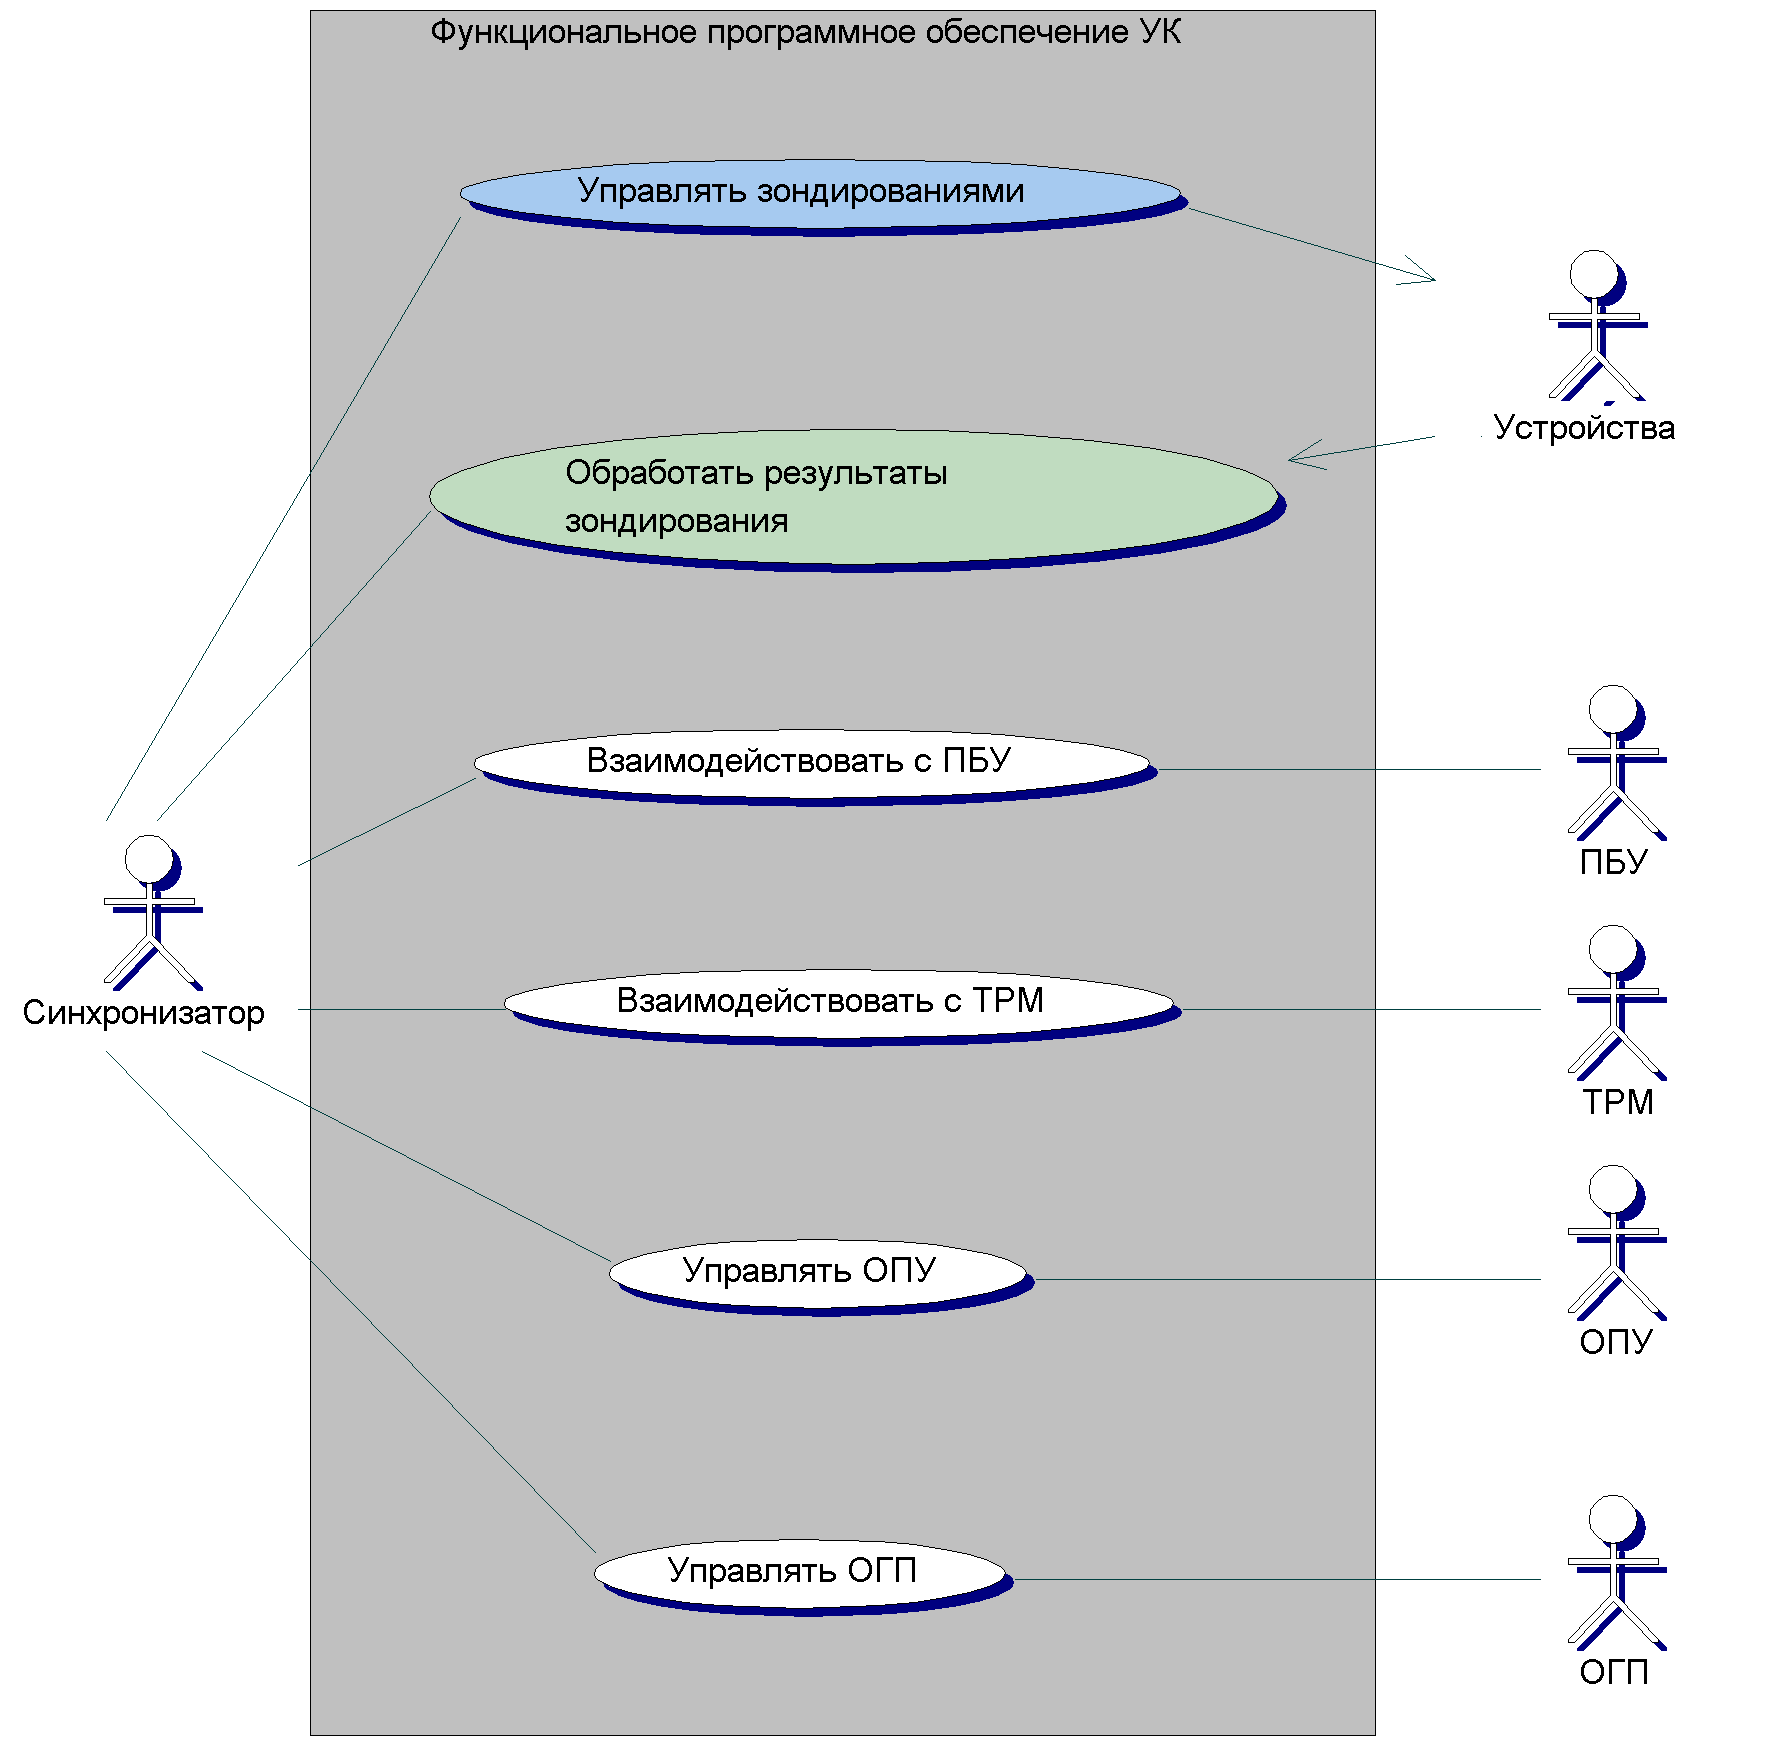 Функциональное программное обеспечение УК
Управлять зондированиями
Устройства
Обработать результаты
зондирования
Взаимодействовать с ПБУ
ПБУ
Синхронизатор
Взаимодействовать с ТРМ
ТРМ
Управлять ОПУ
ОПУ
Управлять ОГП
ОГП